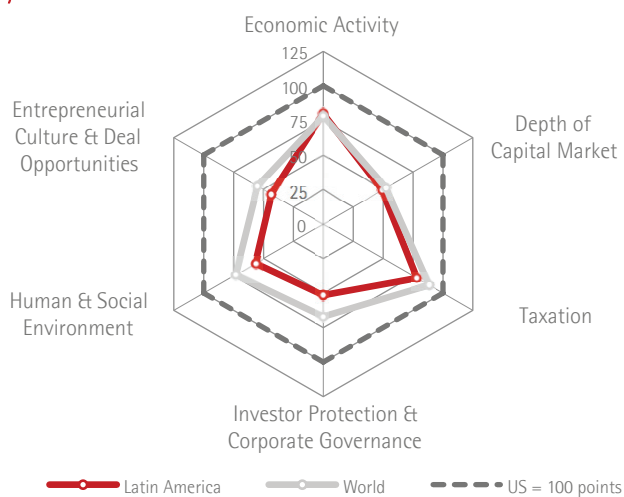 Economic Activity
125
100
75
50
25
0
Entrepreneurial
Culture & Deal
Opportunities
Depth of
Capital Market
Human & Social
Environment
Taxation
Investor Protection &
Corporate Governance
Latin America
World
US = 100 points